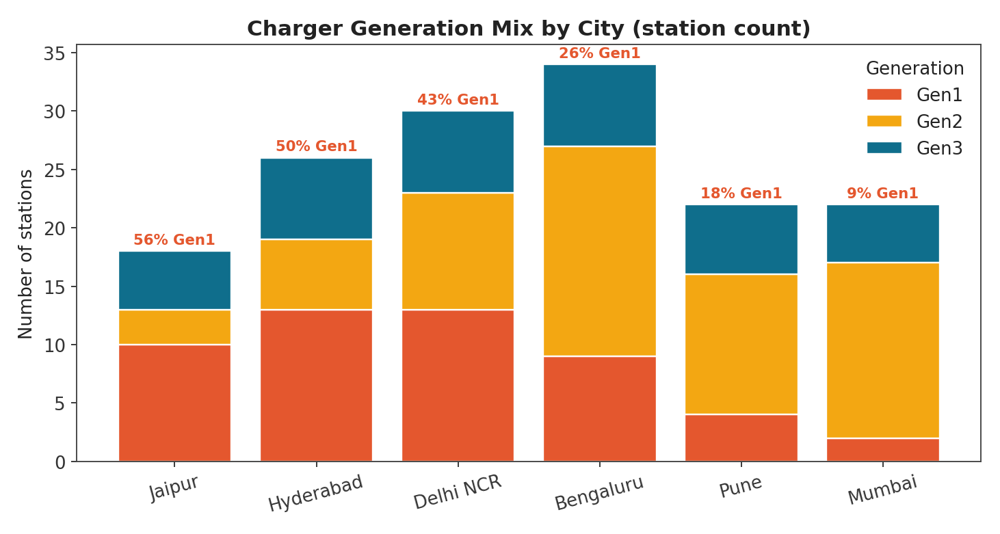 Charger Generation Mix by City (station count)
Number of stations
35
30
25
20
15
10
5
0
56% Gen1
50% Gen1
43% Gen1
26% Gen1
18% Gen1
9% Gen1
Generation
Gen1
Gen2
Gen3
Jaipur
Hyderabad
Delhi NCR
Bengaluru
Pune
Mumbai